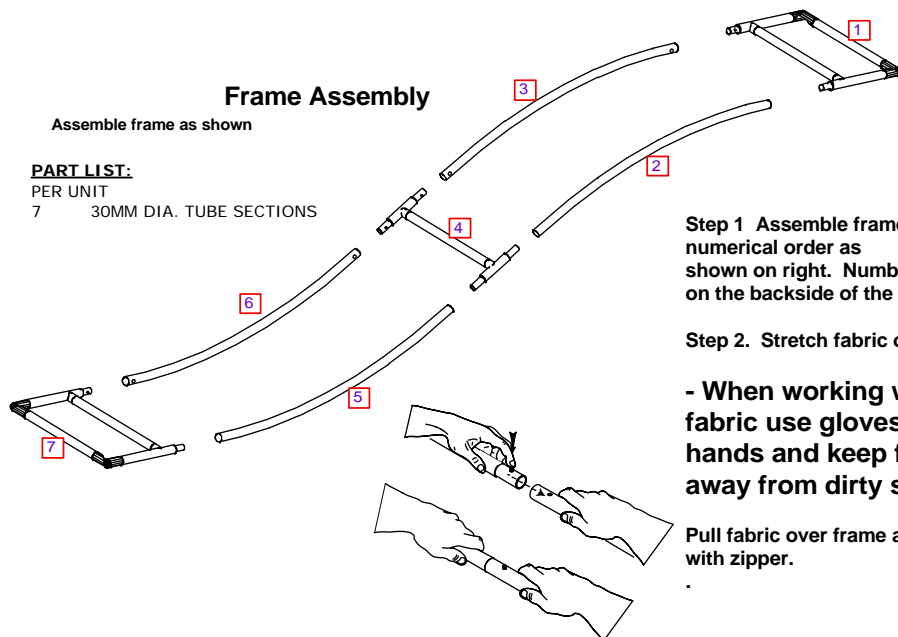 Frame Assembly
Assemble frame as shown
PART LIST:
PER UNIT
7 30MM DIA. TUBE SECTIONS
1
3
2
4
6
5
7
Step 1 Assemble frame
numerical order as
shown on right. Numb
on the backside of the
Step 2. Stretch fabric
- When working
fabric use gloves
hands and keep
away from dirty
Pull fabric over frame
with zipper.
.